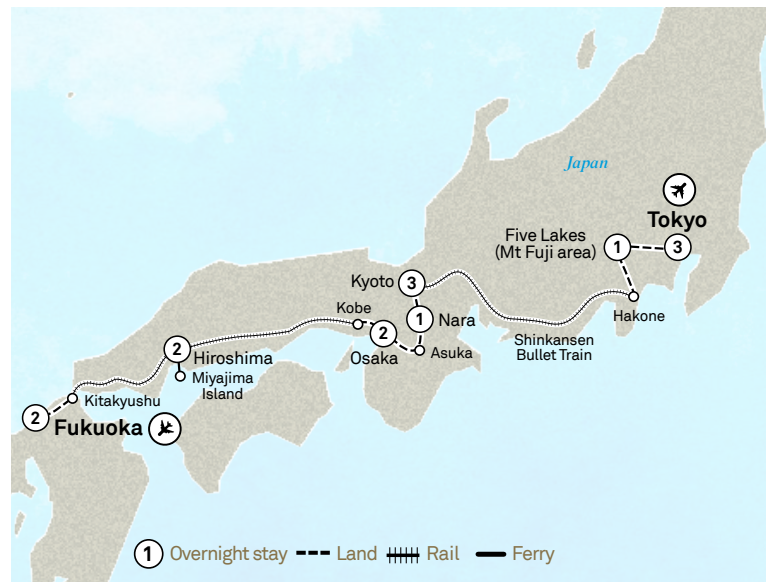 Japan
Tokyo
Five Lakes
(Mt Fuji area)
1
3
Kyoto
3
Hakone
Kobe
1
Nara
2
Osaka
Asuka
Shinkansen
Bullet Train
2
Hiroshima
Miyajima
Island
Kitakyushu
2
Fukuoka
1 Overnight stay Land Rail Ferry